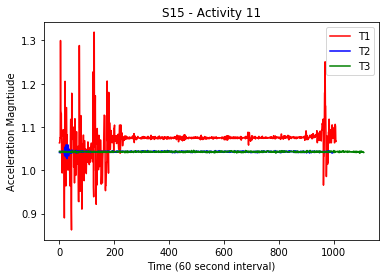 S15 - Activity 11
T1
T2
T3
1.3
1.2
1.1
1.0
0.9
Acceleration Magntiude
0
200
400
600
800
1000
Time (60 second interval)